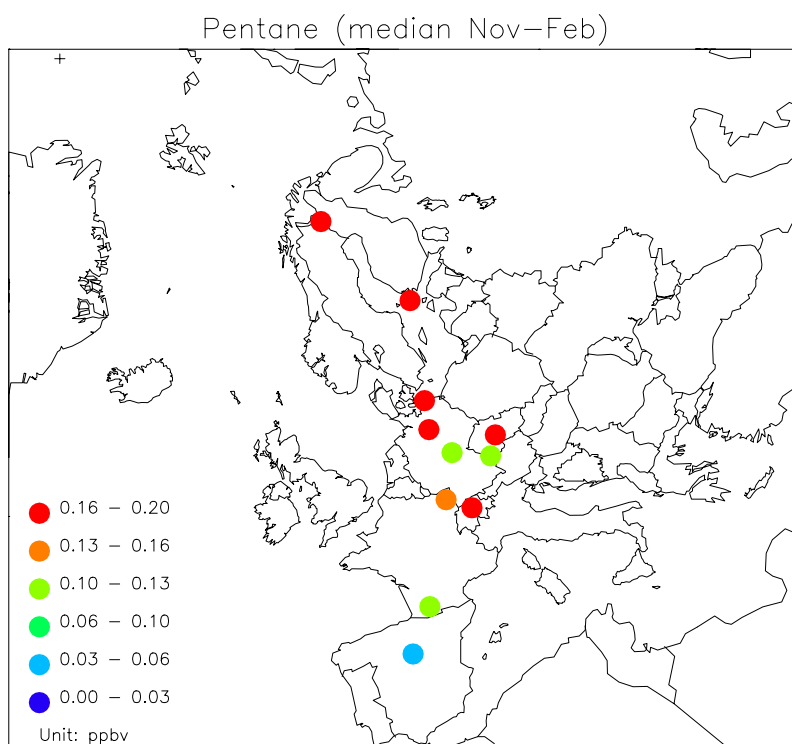 Pentane (median Nov-Feb)
0.16 - 0.20
0.13 - 0.16
0.10 - 0.13
0.06 - 0.10
0.03 - 0.06
0.00 - 0.03
Unit: ppbv